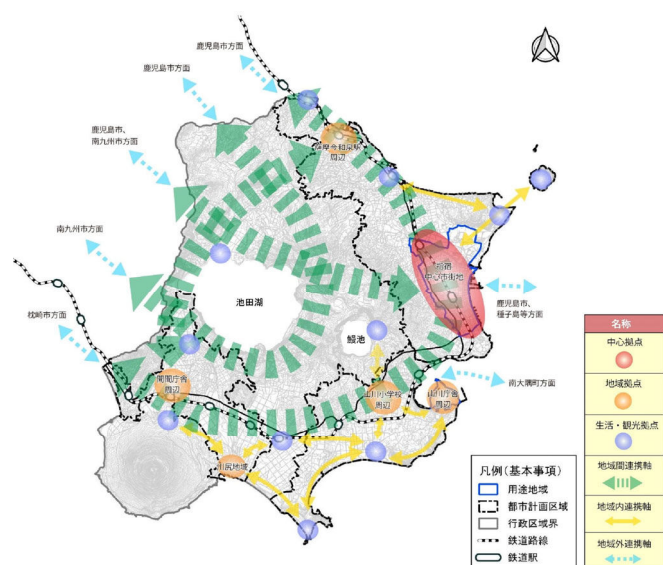 鹿児島市方面
鹿児島市方面
鹿児島市、
南九州市方面
南九州市方面
枕崎市方面
薩摩今和泉駅
周辺
指宿
中心市街地
池田湖
鰻池
鹿児島市、
種子島等方面
南大隅町方面
開聞庁舎
周辺
山川小学校
周辺
山川庁舎
周辺
川尻地域
凡例(基本事項)
用途地域
都市計画区域
行政区域界
鉄道路線
鉄道駅
名称
中心拠点
地域拠点
生活・観光拠点
地域間連携軸
地域内連携軸
地域外連携軸